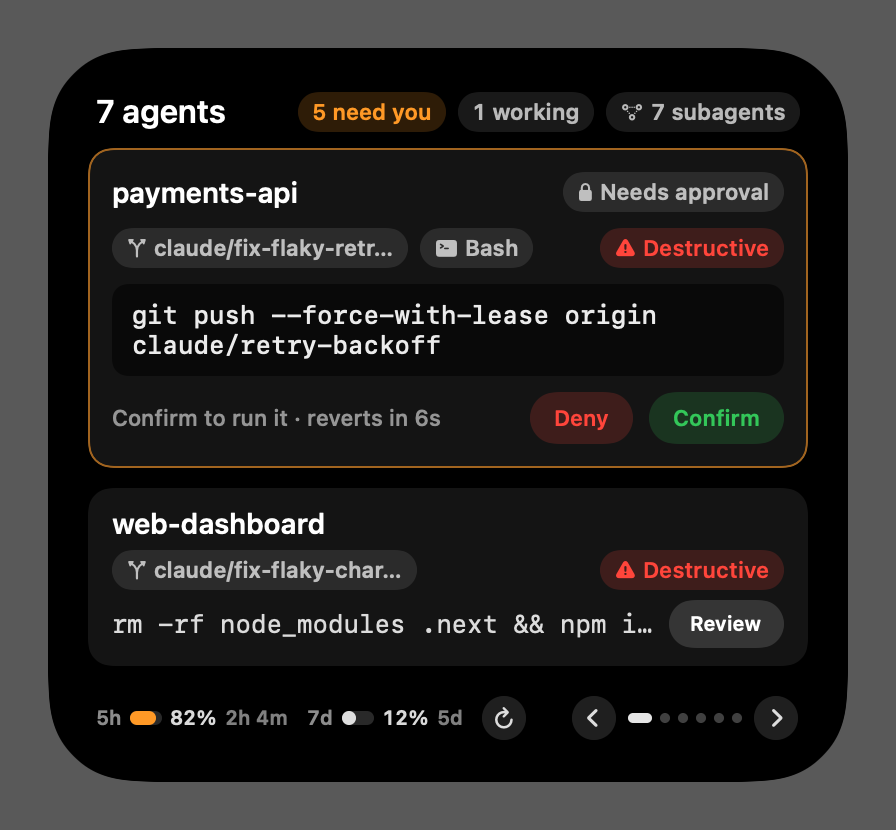 7 agents 5 need you 1 working 7 subagents
payments-api Needs approval
claude/fix-flaky-retr... Bash Destructive
git push --force-with-lease origin
claude/retry-backoff
Confirm to run it · reverts in 6s Deny Confirm
web-dashboard
claude/fix-flaky-char... Destructive
rm -rf node_modules .next && npm i… Review
5h 82% 2h 4m 7d 12% 5d